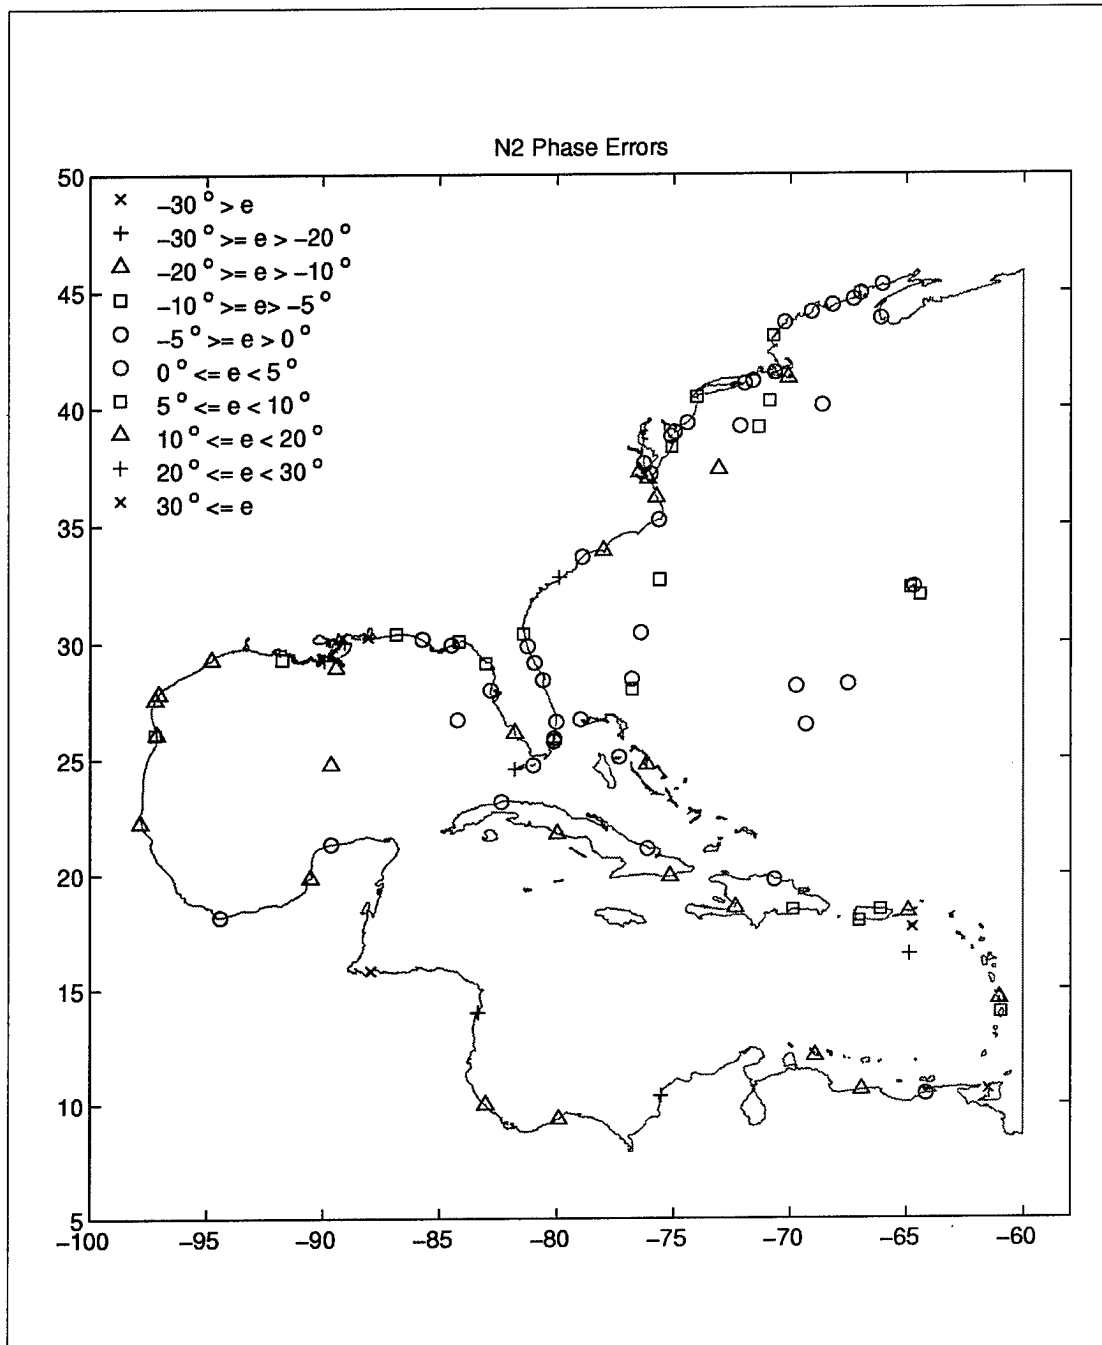 N2 Phase Errors
50
45
40
35
30
25
20
15
10
5
× −30 ° > e
+ −30 ° >= e > −20 °
△ −20 ° >= e > −10 °
□ −10 ° >= e> −5 °
○ −5 ° >= e > 0 °
○ 0 ° <= e < 5 °
□ 5 ° <= e < 10 °
△ 10 ° <= e < 20 °
+ 20 ° <= e < 30 °
× 30 ° <= e
−100 −95 −90 −85 −80 −75 −70 −65 −60